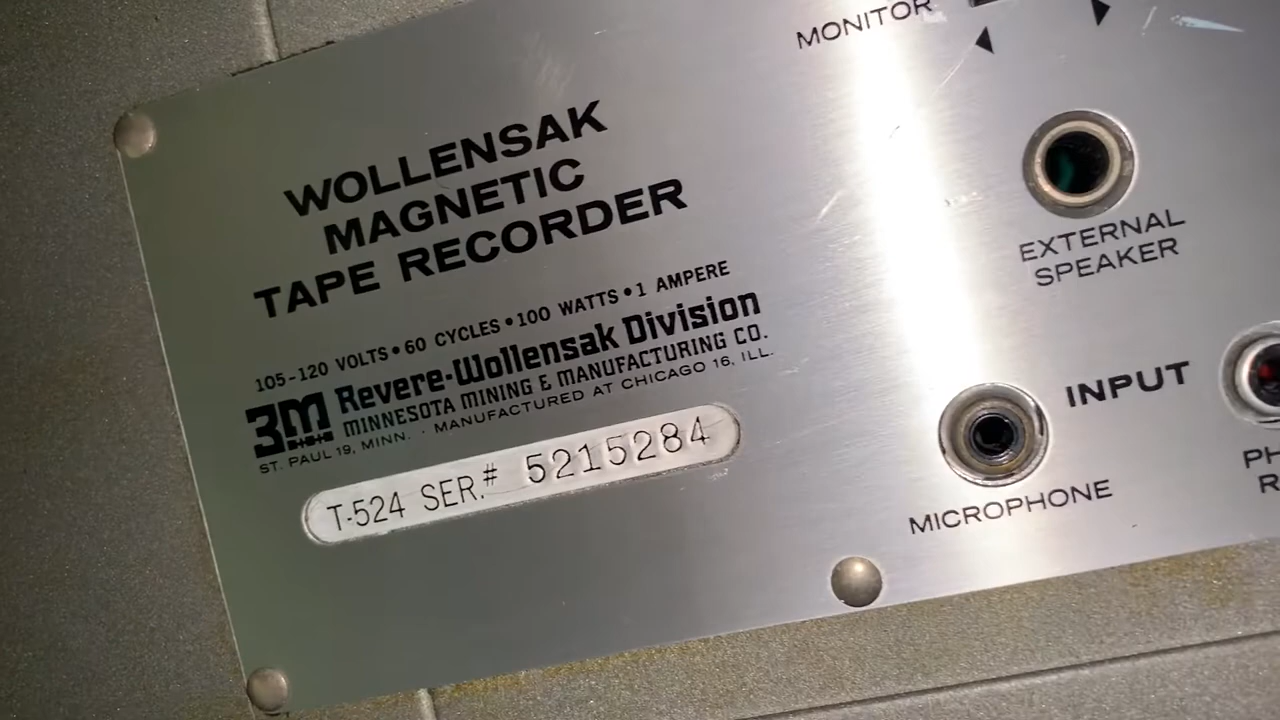 MONITOR
WOLLENSAK
MAGNETIC
TAPE RECORDER
105-120 VOLTS • 60 CYCLES • 100 WATTS • 1 AMPERE
3M Revere-Wollensak Division
MINNESOTA MINING & MANUFACTURING CO.
ST. PAUL 19, MINN. · MANUFACTURED AT CHICAGO 16, ILL.
T-524 SER.# 5215284
EXTERNAL
SPEAKER
INPUT
MICROPHONE